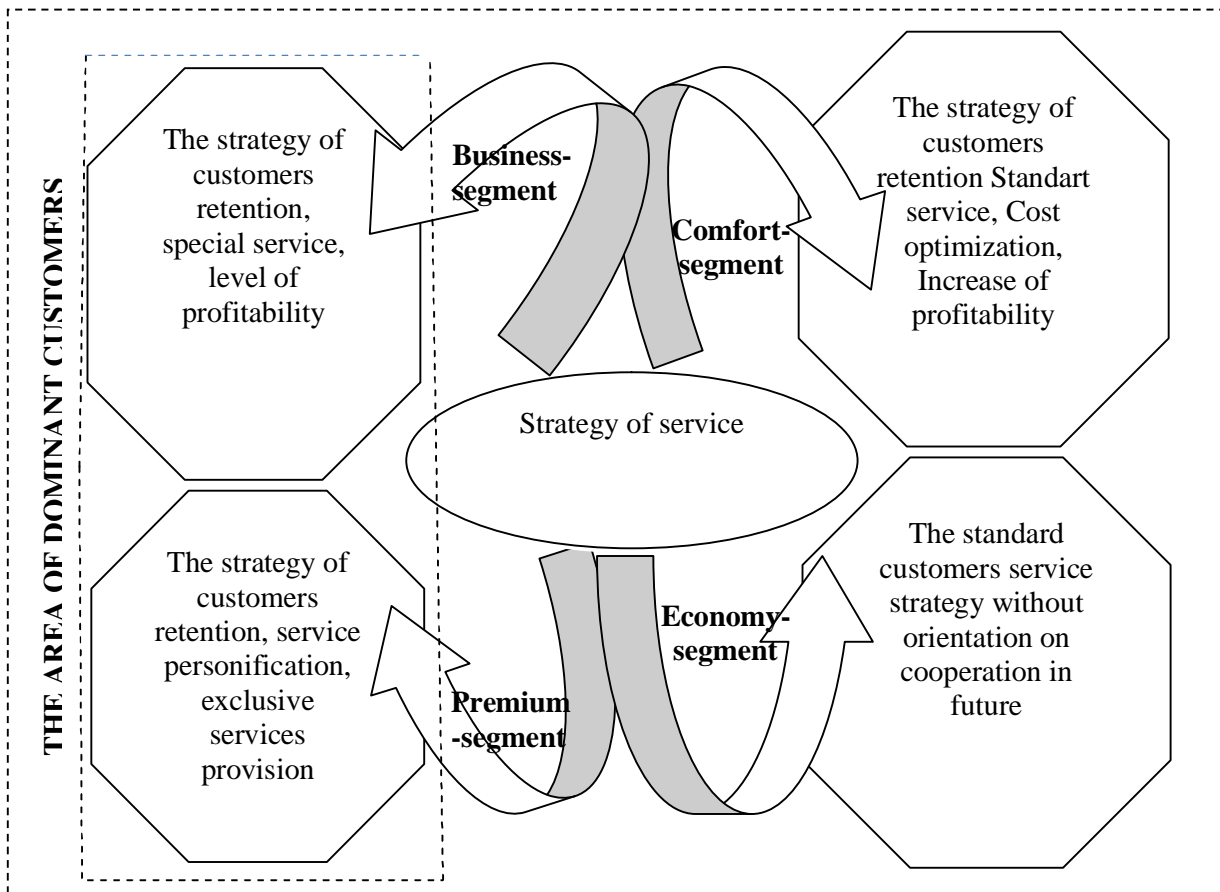 THE AREA OF DOMINANT CUSTOMERS
The strategy of
customers
retention,
special service,
level of
profitability
Business-
segment
Comfort-
segment
The strategy of
customers
retention Standart
service, Cost
optimization,
Increase of
profitability
Strategy of service
The strategy of
customers
retention, service
personification,
exclusive
services
provision
Premium
-segment
Economy-
segment
The standard
customers service
strategy without
orientation on
cooperation in
future